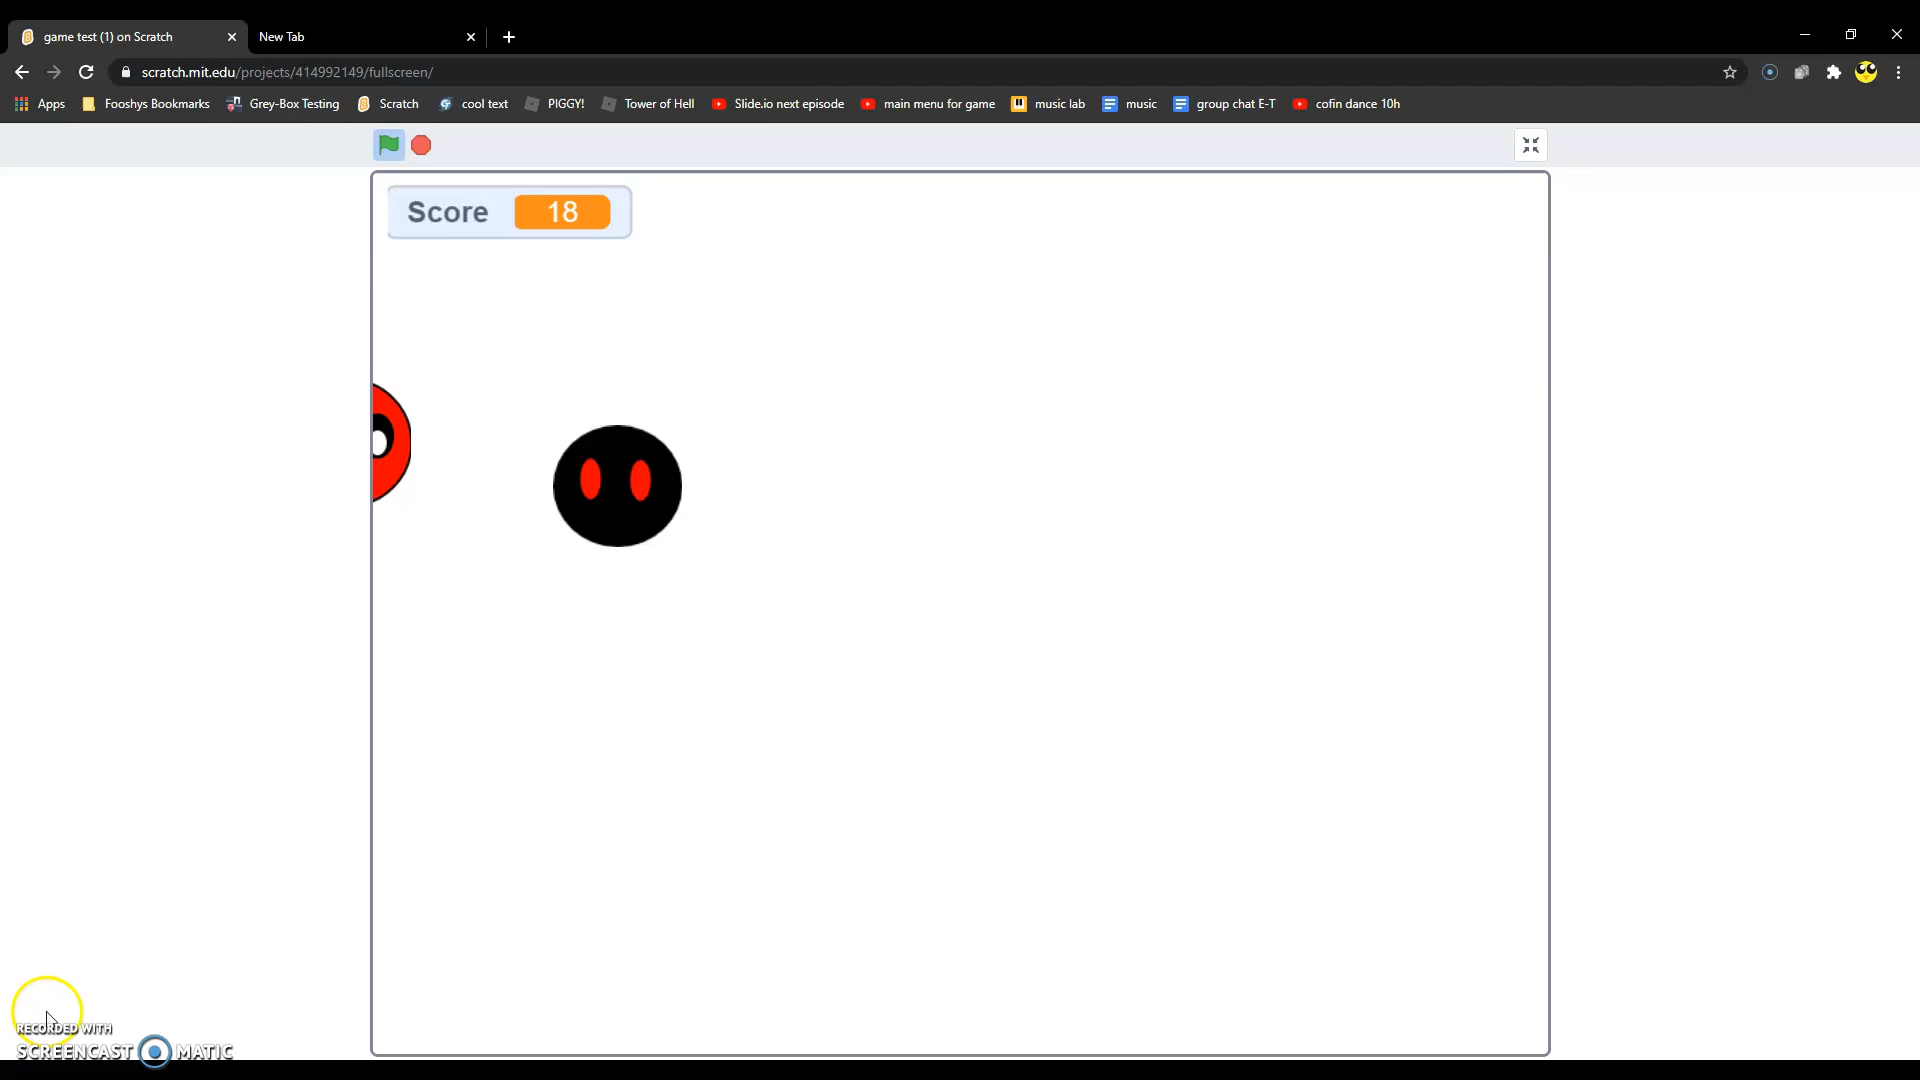 game test (1) on Scratch
New Tab
scratch.mit.edu/projects/414992149/fullscreen/
Apps
Fooshys Bookmarks
Grey-Box Testing
Scratch
cool text
PIGGY!
Tower of Hell
Slide.io next episode
main menu for game
music lab
music
group chat E-T
cofin dance 10h
Score 18
RECORDED WITH
SCREENCAST MATIC